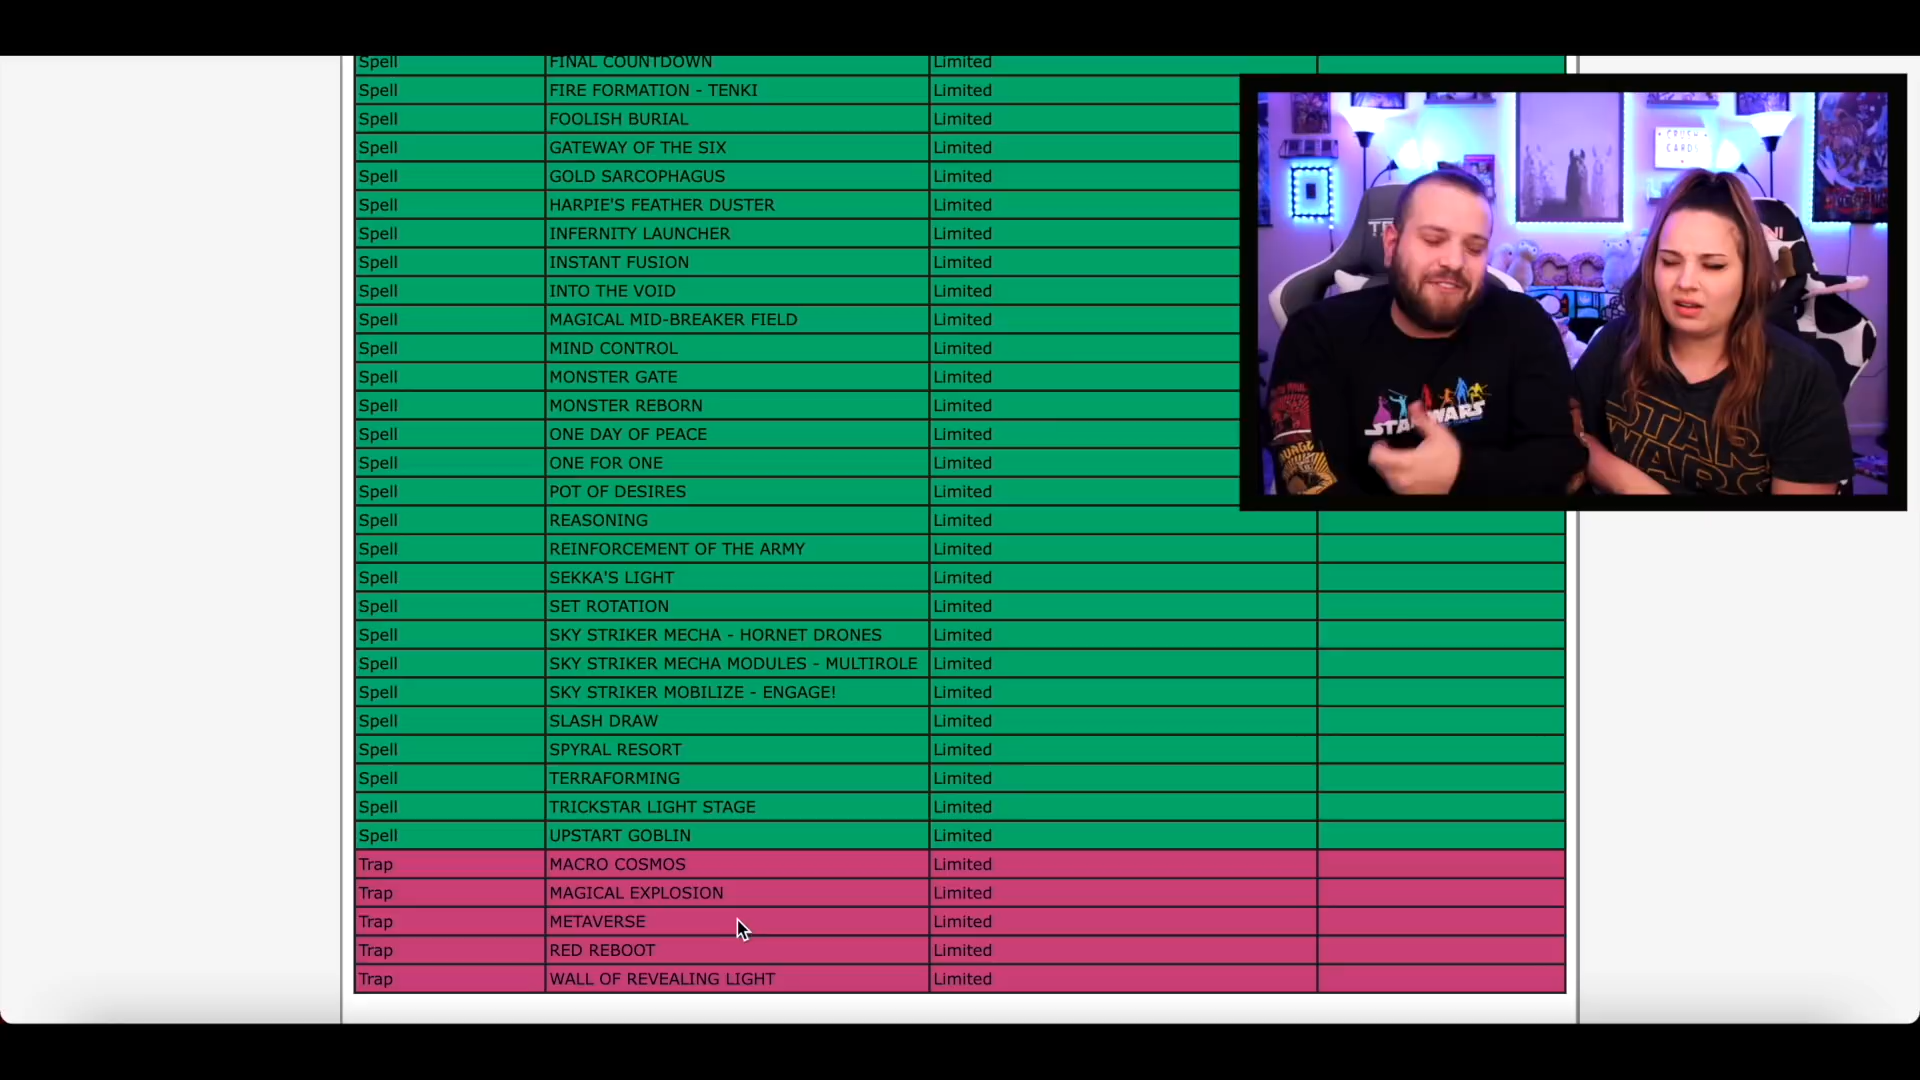 Spell FINAL COUNTDOWN Limited
Spell FIRE FORMATION - TENKI Limited
Spell FOOLISH BURIAL Limited
Spell GATEWAY OF THE SIX Limited
Spell GOLD SARCOPHAGUS Limited
Spell HARPIE'S FEATHER DUSTER Limited
Spell INFERNITY LAUNCHER Limited
Spell INSTANT FUSION Limited
Spell INTO THE VOID Limited
Spell MAGICAL MID-BREAKER FIELD Limited
Spell MIND CONTROL Limited
Spell MONSTER GATE Limited
Spell MONSTER REBORN Limited
Spell ONE DAY OF PEACE Limited
Spell ONE FOR ONE Limited
Spell POT OF DESIRES Limited
Spell REASONING Limited
Spell REINFORCEMENT OF THE ARMY Limited
Spell SEKKA'S LIGHT Limited
Spell SET ROTATION Limited
Spell SKY STRIKER MECHA - HORNET DRONES Limited
Spell SKY STRIKER MECHA MODULES - MULTIROLE Limited
Spell SKY STRIKER MOBILIZE - ENGAGE! Limited
Spell SLASH DRAW Limited
Spell SPYRAL RESORT Limited
Spell TERRAFORMING Limited
Spell TRICKSTAR LIGHT STAGE Limited
Spell UPSTART GOBLIN Limited
Trap MACRO COSMOS Limited
Trap MAGICAL EXPLOSION Limited
Trap METAVERSE Limited
Trap RED REBOOT Limited
Trap WALL OF REVEALING LIGHT Limited
CRUSH
CARDS
GC
STAR WARS
STAR
WARS